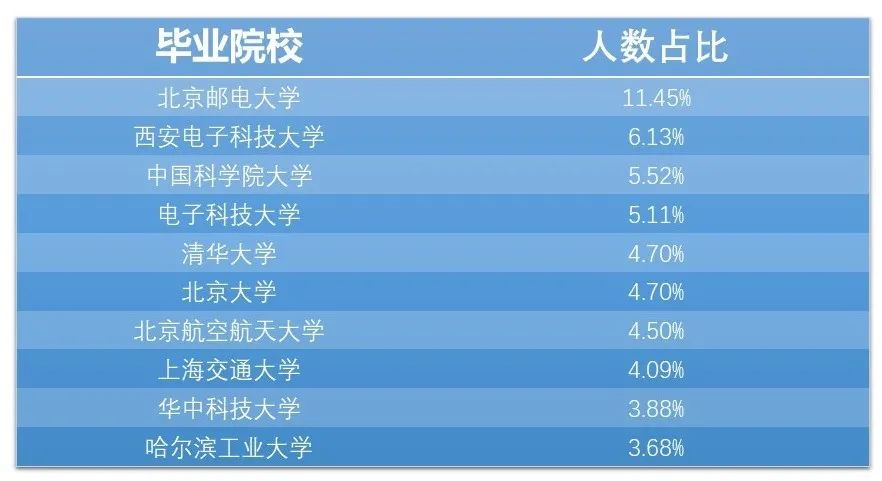 毕业院校 人数占比
北京邮电大学 11.45%
西安电子科技大学 6.13%
中国科学院大学 5.52%
电子科技大学 5.11%
清华大学 4.70%
北京大学 4.70%
北京航空航天大学 4.50%
上海交通大学 4.09%
华中科技大学 3.88%
哈尔滨工业大学 3.68%